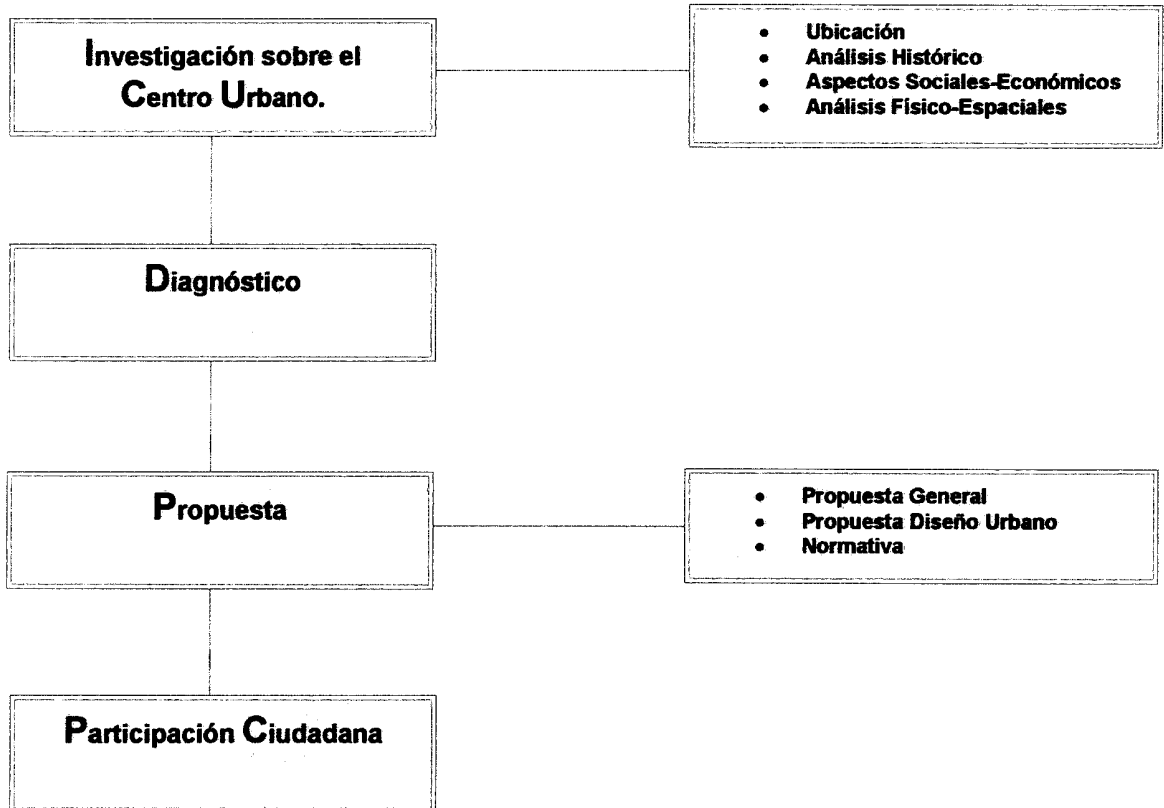 Investigación sobre el
Centro Urbano.
• Ubicación
• Análisis Histórico
• Aspectos Sociales-Económicos
• Análisis Físico-Espaciales
Diagnóstico
Propuesta
• Propuesta General
• Propuesta Diseño Urbano
• Normativa
Participación Ciudadana